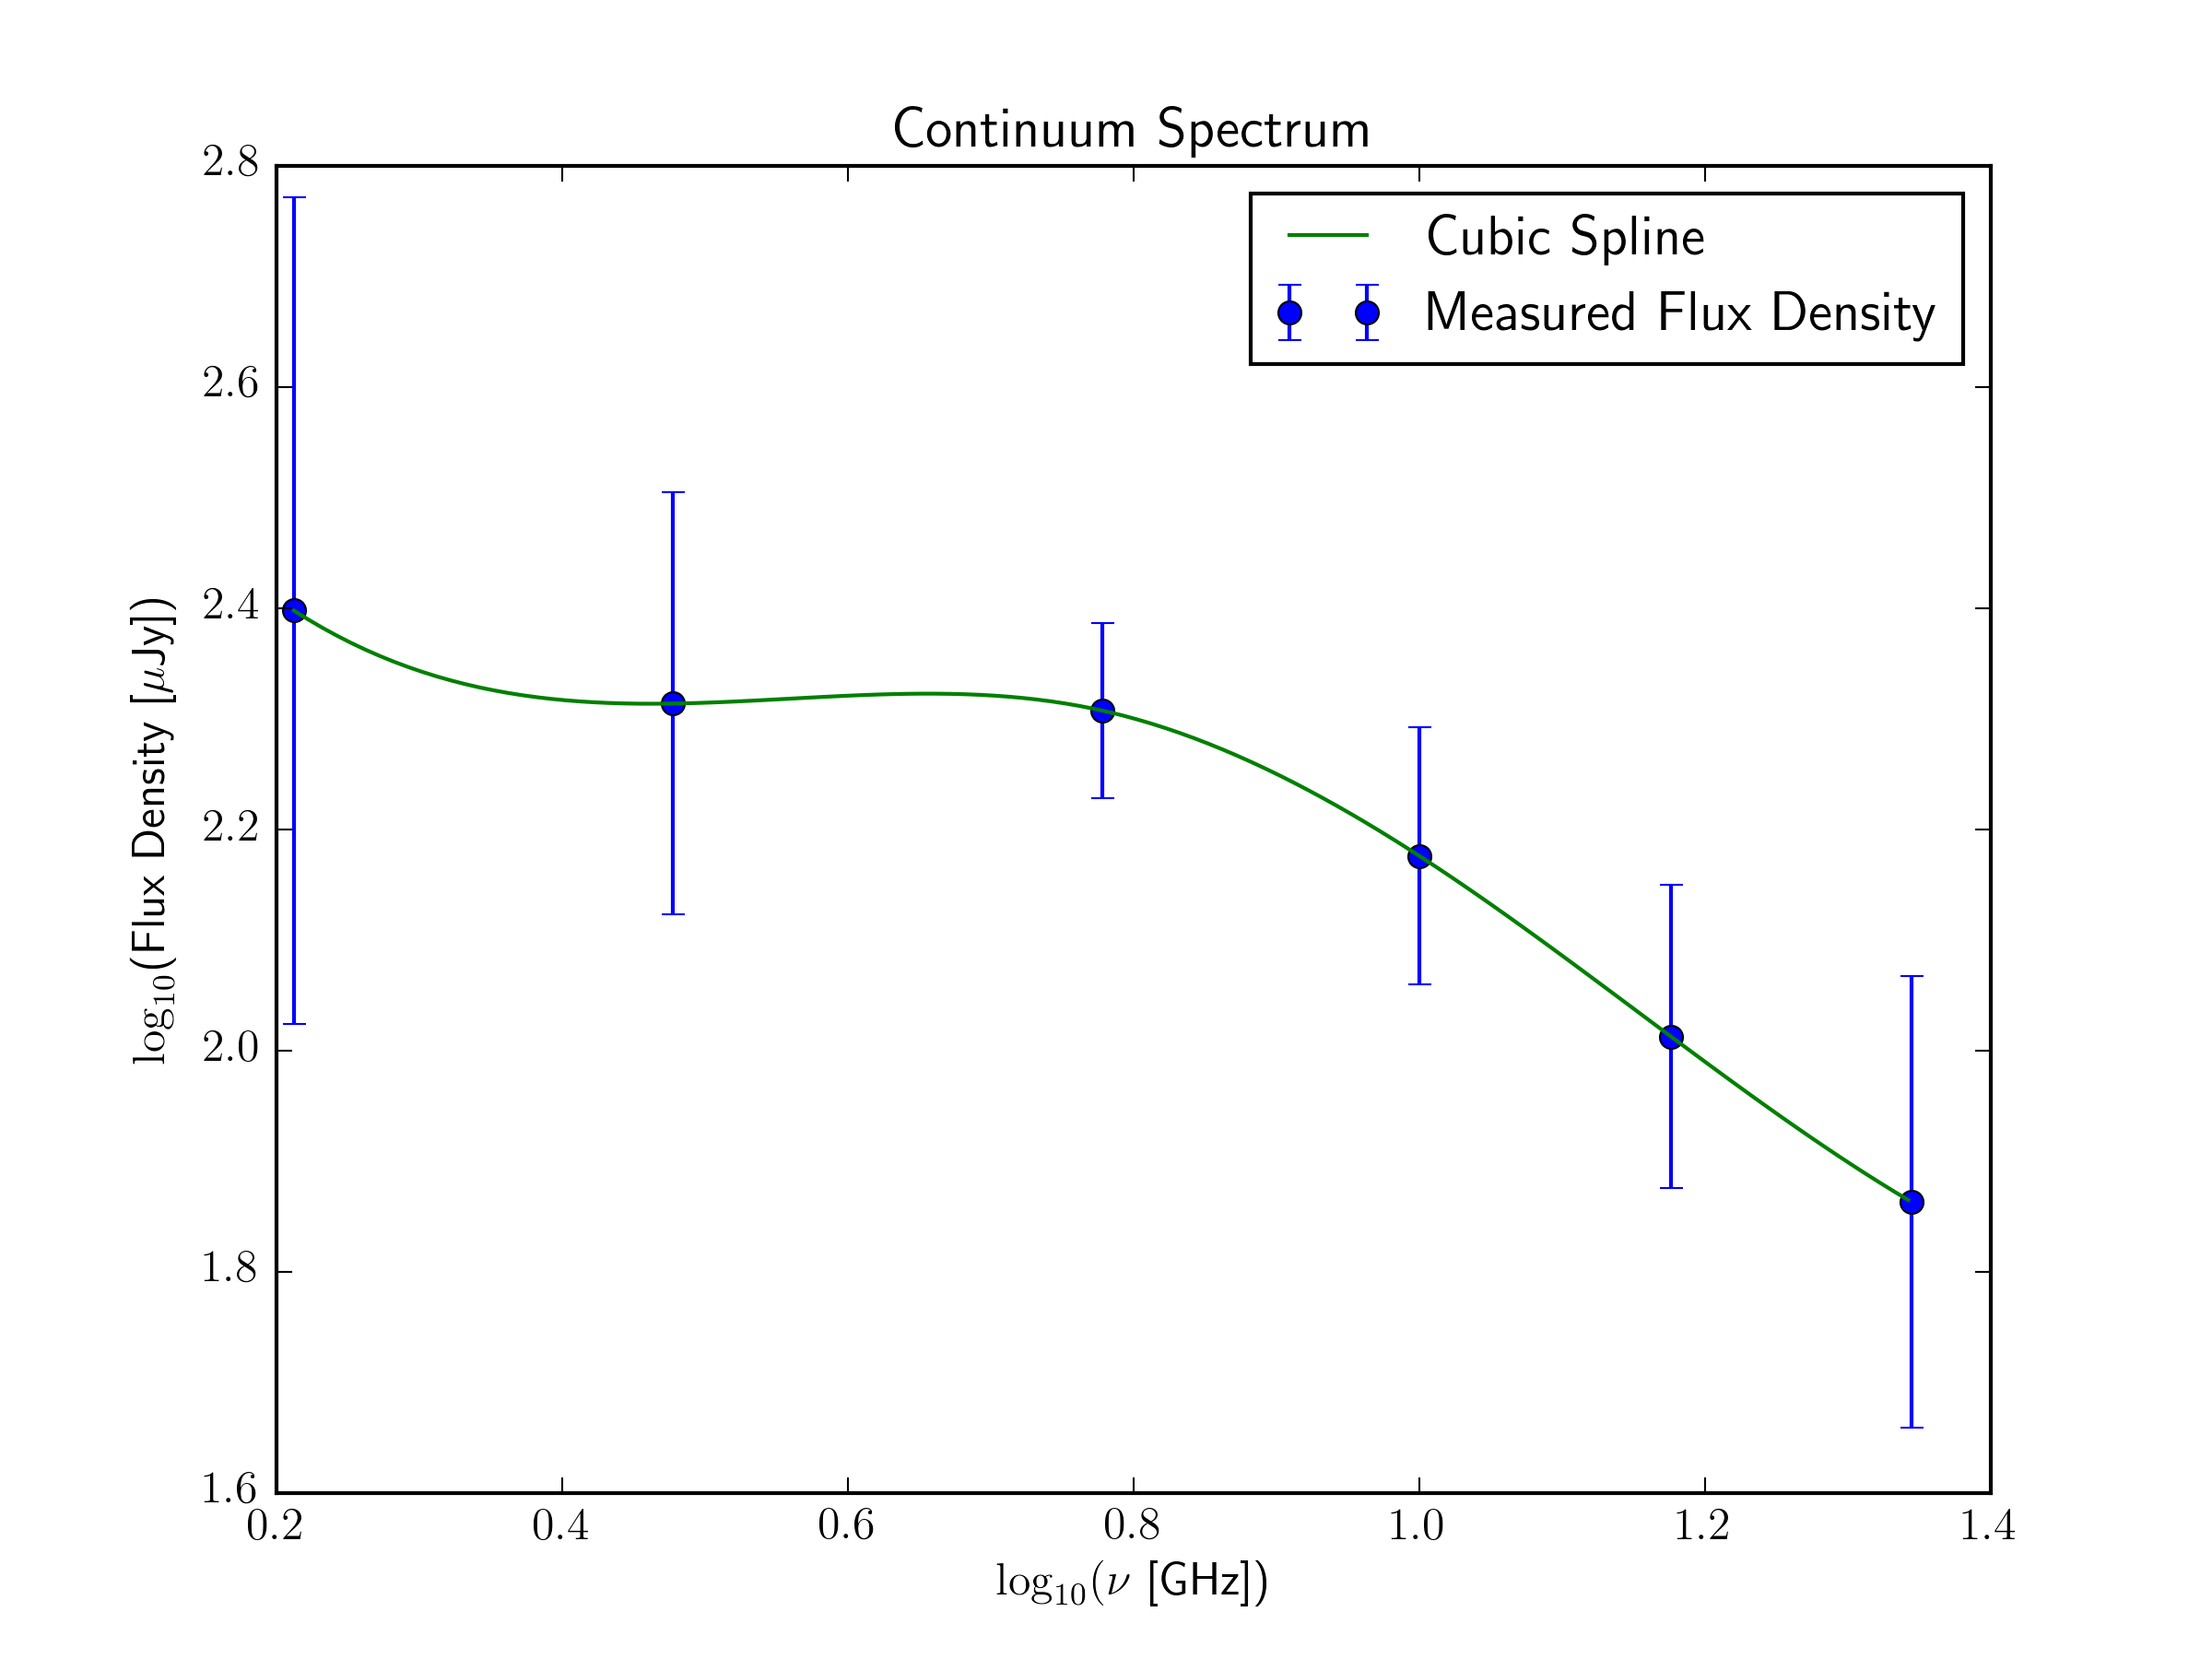 Continuum Spectrum
2.8
2.6
2.4
2.2
2.0
1.8
1.6
log₁₀(Flux Density [μJy])
Cubic Spline
Measured Flux Density
0.2 0.4 0.6 0.8 1.0 1.2 1.4
log₁₀(ν [GHz])